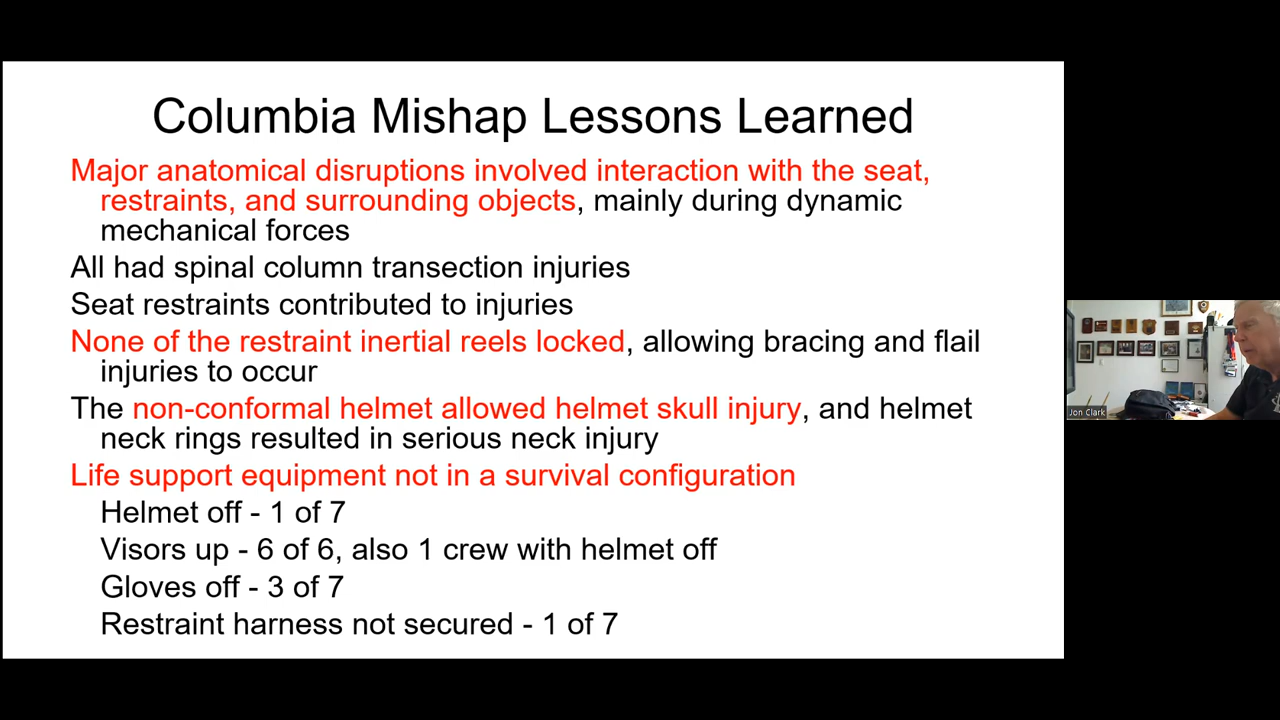 Columbia Mishap Lessons Learned
Major anatomical disruptions involved interaction with the seat,
restraints, and surrounding objects, mainly during dynamic
mechanical forces
All had spinal column transection injuries
Seat restraints contributed to injuries
None of the restraint inertial reels locked, allowing bracing and flail
injuries to occur
The non-conformal helmet allowed helmet skull injury, and helmet
neck rings resulted in serious neck injury
Life support equipment not in a survival configuration
Helmet off - 1 of 7
Visors up - 6 of 6, also 1 crew with helmet off
Gloves off - 3 of 7
Restraint harness not secured - 1 of 7
Jon Clark